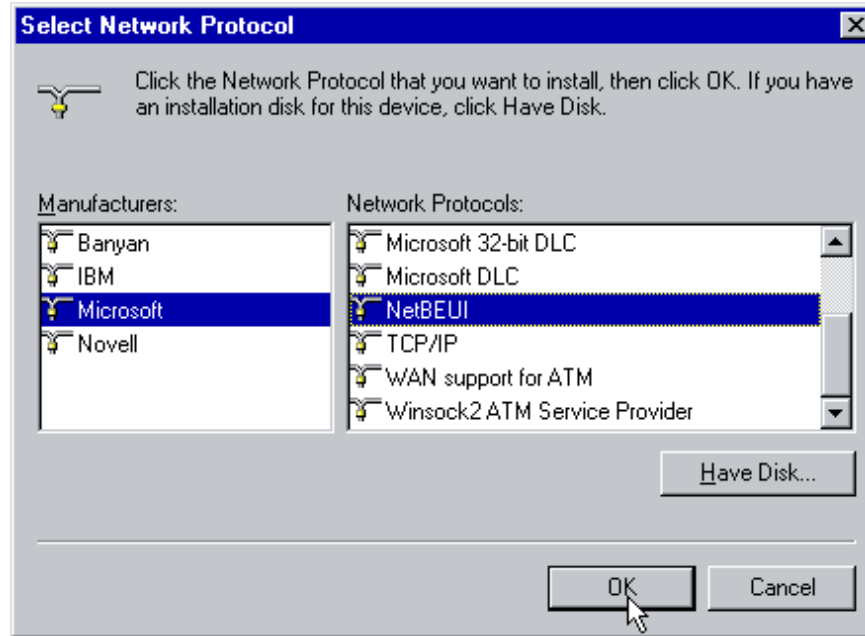 Select Network Protocol
Click the Network Protocol that you want to install, then click OK. If you have
an installation disk for this device, click Have Disk.
Manufacturers:
Banyan
IBM
Microsoft
Novell
Network Protocols:
Microsoft 32-bit DLC
Microsoft DLC
NetBEUI
TCP/IP
WAN support for ATM
Winsock2 ATM Service Provider
Have Disk...
OK
Cancel